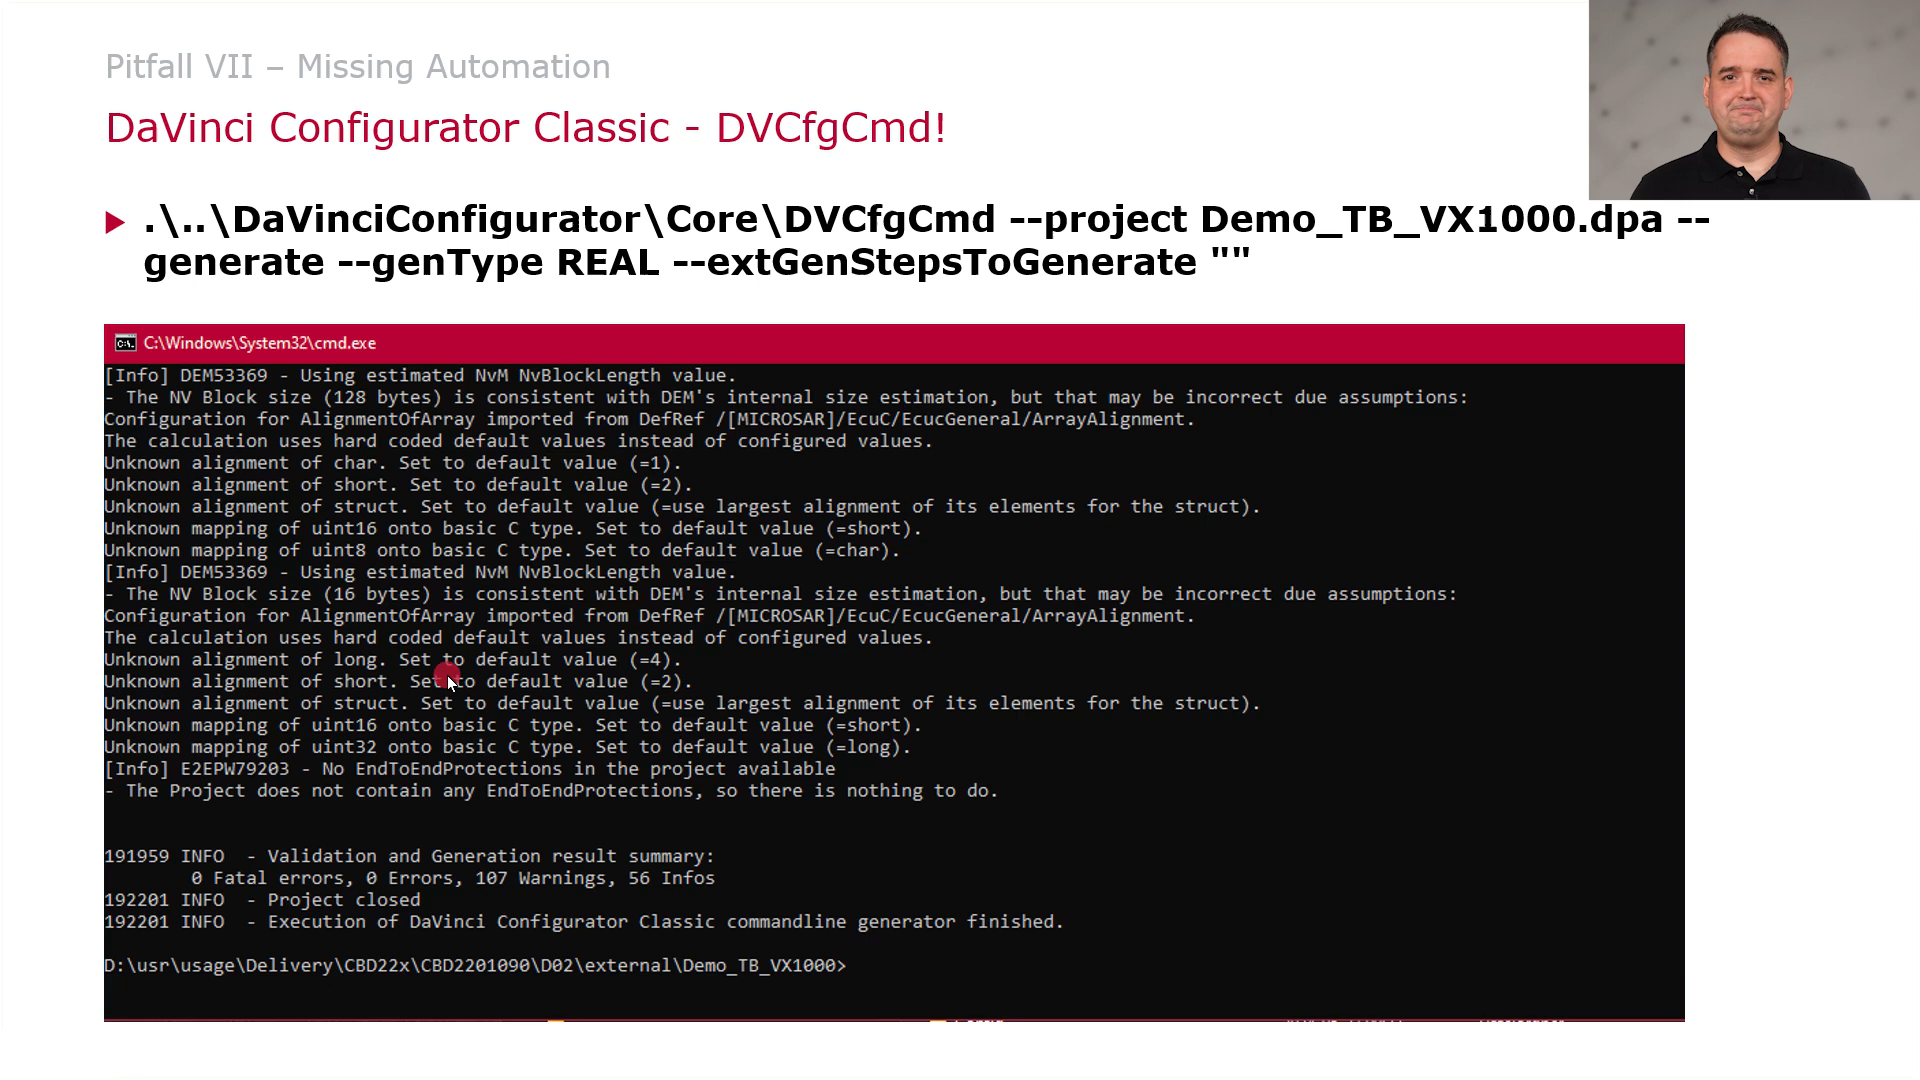 Pitfall VII – Missing Automation
DaVinci Configurator Classic - DVCfgCmd!
.\..\DaVinciConfigurator\Core\DVCfgCmd --project Demo_TB_VX1000.dpa --
generate --genType REAL --extGenStepsToGenerate ""
C:\Windows\System32\cmd.exe
[Info] DEM53369 - Using estimated NvM NvBlockLength value.
- The NV Block size (128 bytes) is consistent with DEM's internal size estimation, but that may be incorrect due assumptions:
Configuration for AlignmentOfArray imported from DefRef /[MICROSAR]/EcuC/EcucGeneral/ArrayAlignment.
The calculation uses hard coded default values instead of configured values.
Unknown alignment of char. Set to default value (=1).
Unknown alignment of short. Set to default value (=2).
Unknown alignment of struct. Set to default value (=use largest alignment of its elements for the struct).
Unknown mapping of uint16 onto basic C type. Set to default value (=short).
Unknown mapping of uint8 onto basic C type. Set to default value (=char).
[Info] DEM53369 - Using estimated NvM NvBlockLength value.
- The NV Block size (16 bytes) is consistent with DEM's internal size estimation, but that may be incorrect due assumptions:
Configuration for AlignmentOfArray imported from DefRef /[MICROSAR]/EcuC/EcucGeneral/ArrayAlignment.
The calculation uses hard coded default values instead of configured values.
Unknown alignment of long. Set to default value (=4).
Unknown alignment of short. Set to default value (=2).
Unknown alignment of struct. Set to default value (=use largest alignment of its elements for the struct).
Unknown mapping of uint16 onto basic C type. Set to default value (=short).
Unknown mapping of uint32 onto basic C type. Set to default value (=long).
[Info] E2EPW79203 - No EndToEndProtections in the project available
- The Project does not contain any EndToEndProtections, so there is nothing to do.
191959 INFO  - Validation and Generation result summary:
0 Fatal errors, 0 Errors, 107 Warnings, 56 Infos
192201 INFO  - Project closed
192201 INFO  - Execution of DaVinci Configurator Classic commandline generator finished.
D:\usr\usage\Delivery\CBD22x\CBD2201090\D02\external\Demo_TB_VX1000>